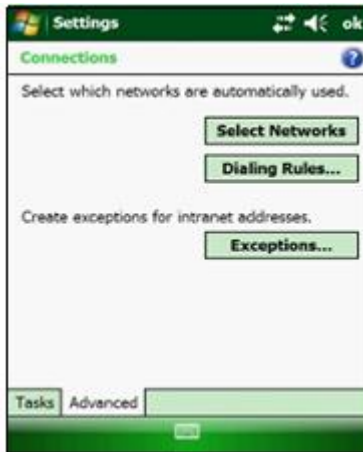 Settings
ok
Connections
Select which networks are automatically used.
Select Networks
Dialing Rules...
Create exceptions for intranet addresses.
Exceptions...
Tasks Advanced